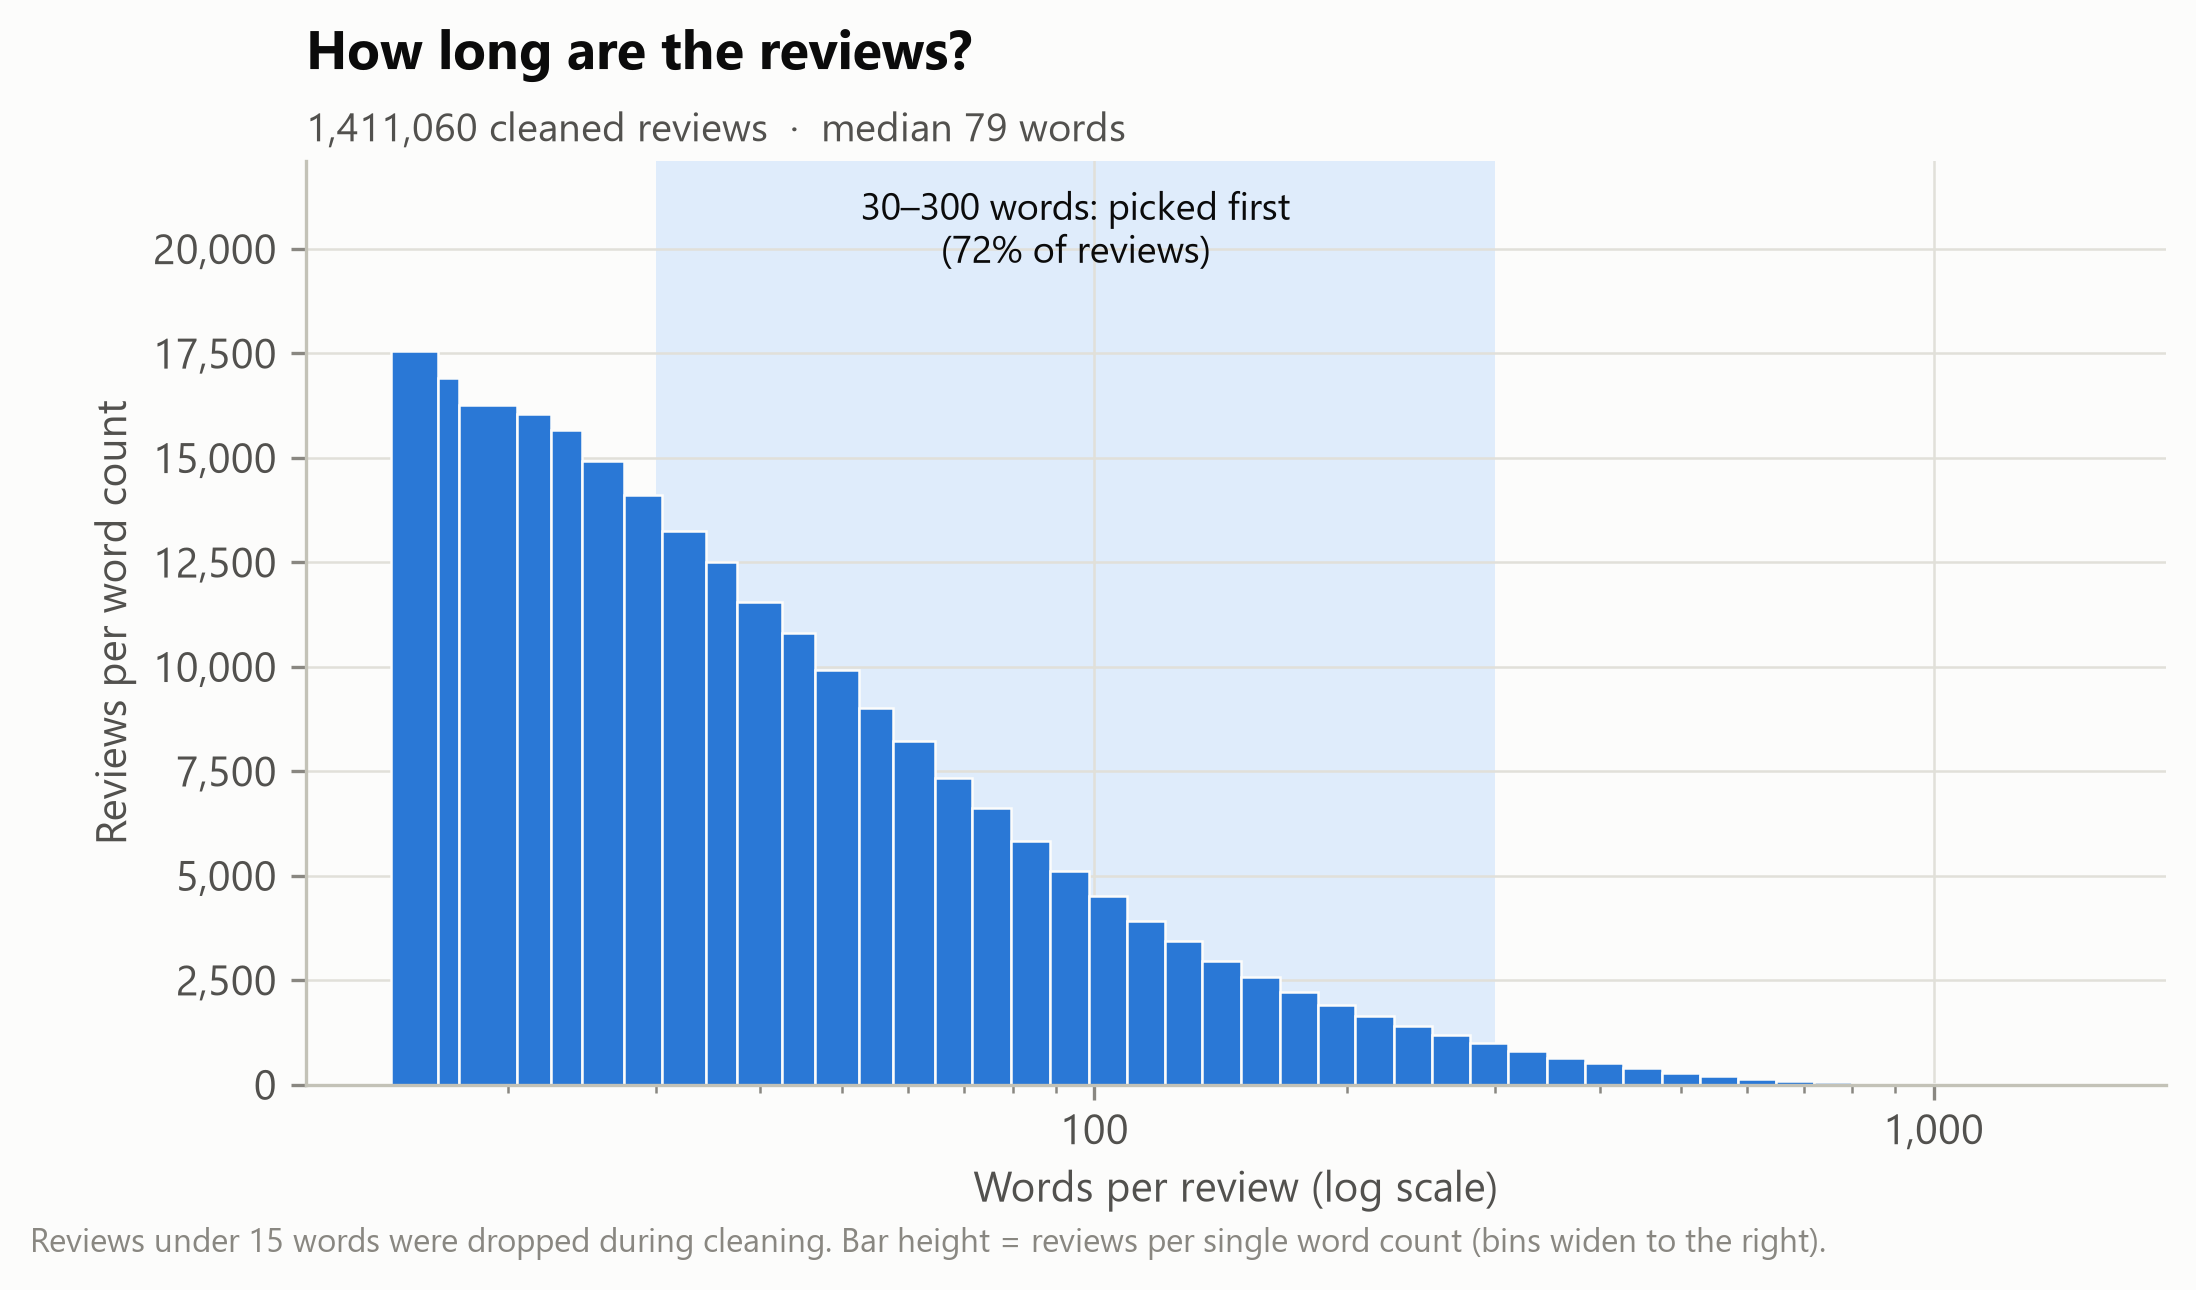 How long are the reviews?
1,411,060 cleaned reviews · median 79 words
30–300 words: picked first
(72% of reviews)
Reviews per word count
20,000
17,500
15,000
12,500
10,000
7,500
5,000
2,500
0
100
1,000
Words per review (log scale)
Reviews under 15 words were dropped during cleaning. Bar height = reviews per single word count (bins widen to the right).